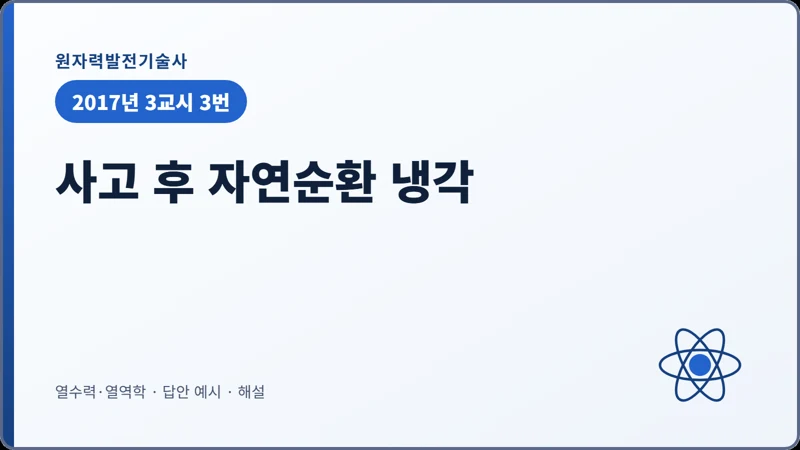 원자력발전기술사
2017년 3교시 3번
사고 후 자연순환 냉각
열수력·열역학 · 답안 예시 · 해설